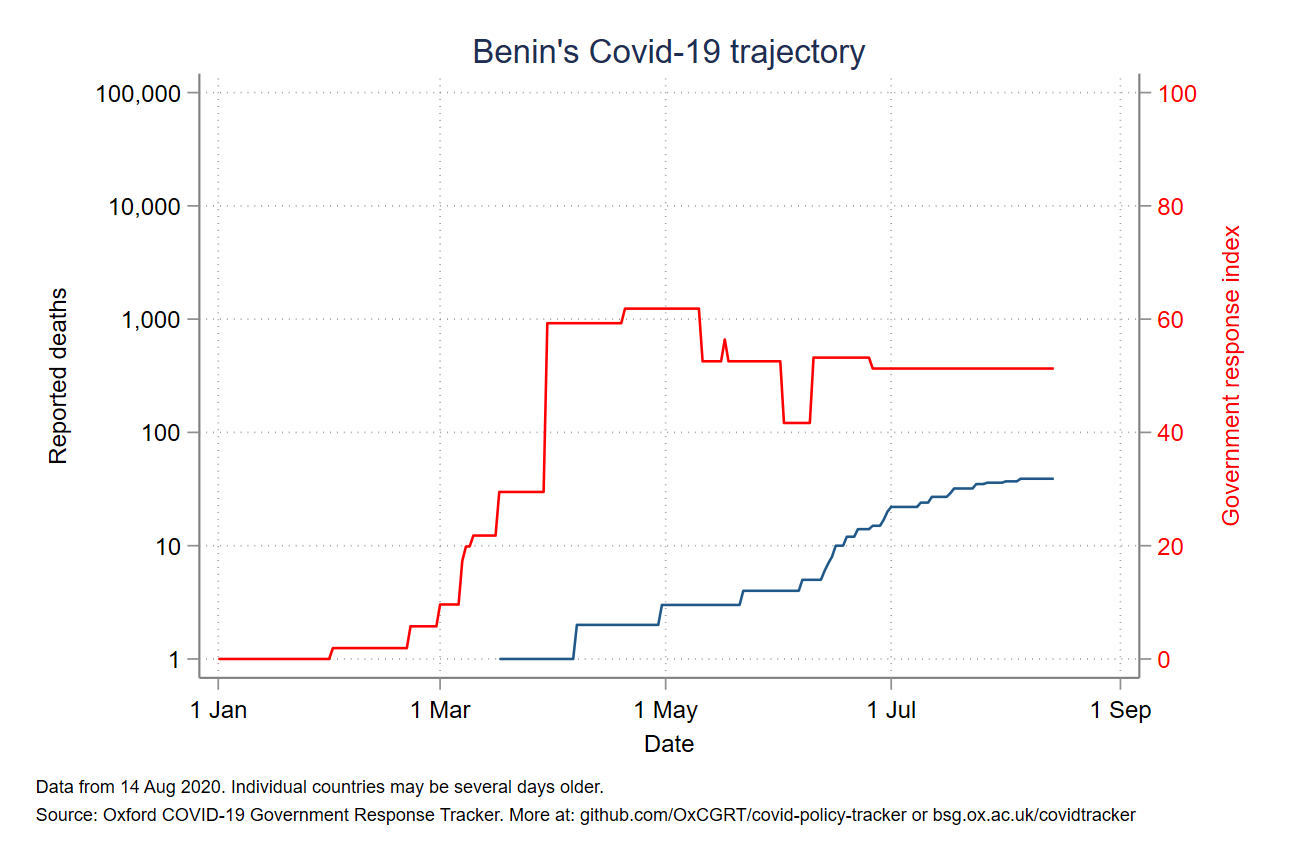 Benin's Covid-19 trajectory
100,000
10,000
1,000
100
10
1
Reported deaths
100
80
60
40
20
0
Government response index
1 Jan
1 Mar
1 May
1 Jul
1 Sep
Date
Data from 14 Aug 2020. Individual countries may be several days older.
Source: Oxford COVID-19 Government Response Tracker. More at: github.com/OxCGRT/covid-policy-tracker or bsg.ox.ac.uk/covidtracker